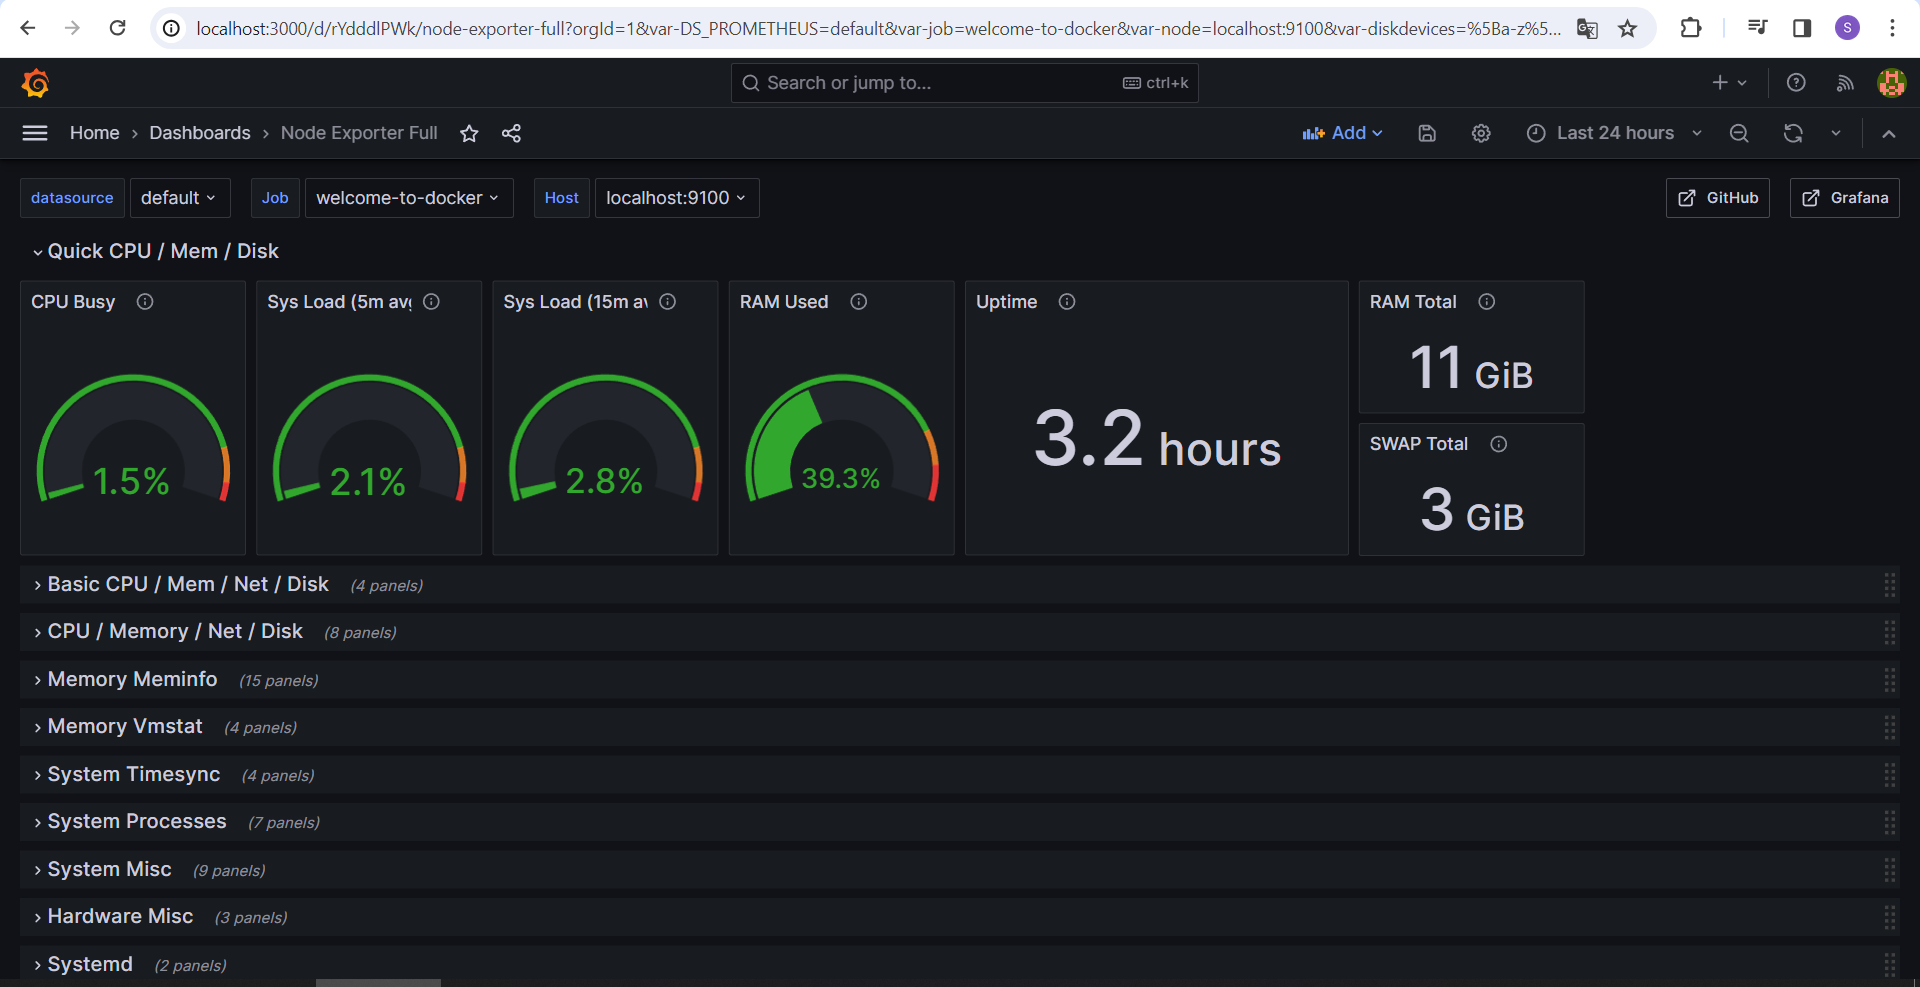 localhost:3000/d/rYdddlPWk/node-exporter-full?orgId=1&var-DS_PROMETHEUS=default&var-job=welcome-to-docker&var-node=localhost:9100&var-diskdevices=%5Ba-z%5...
S
Search or jump to... ctrl+k
Home › Dashboards › Node Exporter Full Add Last 24 hours
datasource default Job welcome-to-docker Host localhost:9100 GitHub Grafana
Quick CPU / Mem / Disk
CPU Busy Sys Load (5m avg Sys Load (15m av RAM Used Uptime RAM Total
11 GiB
1.5% 2.1% 2.8% 39.3% 3.2 hours
SWAP Total
3 GiB
Basic CPU / Mem / Net / Disk (4 panels)
CPU / Memory / Net / Disk (8 panels)
Memory Meminfo (15 panels)
Memory Vmstat (4 panels)
System Timesync (4 panels)
System Processes (7 panels)
System Misc (9 panels)
Hardware Misc (3 panels)
Systemd (2 panels)